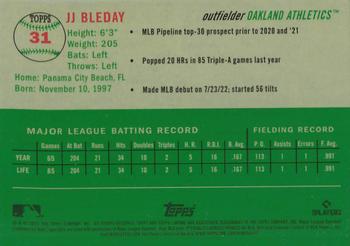 TOPPS
31
JJ BLEDAY
Height: 6'3"
Weight: 205
Bats: Left
Throws: Left
Home: Panama City Beach, FL
Born: November 10, 1997
outfielder OAKLAND ATHLETICS™
• MLB Pipeline top-30 prospect prior to 2020 and '21
• Popped 20 HRs in 85 Triple-A games last year
• Made MLB debut on 7/23/22; started 56 tilts
MAJOR LEAGUE BATTING RECORD
FIELDING RECORD
Games At Bat Runs Hits Doubles Triples H. R. R.B.I. B. Avg. P. O. Assists Errors F. Avg.
YEAR 65 204 21 34 10 2 5 16 .167 113 1 1 .991
LIFE 65 204 21 34 10 2 5 16 .167 113 1 1 .991
TOPPS
PLAYERS